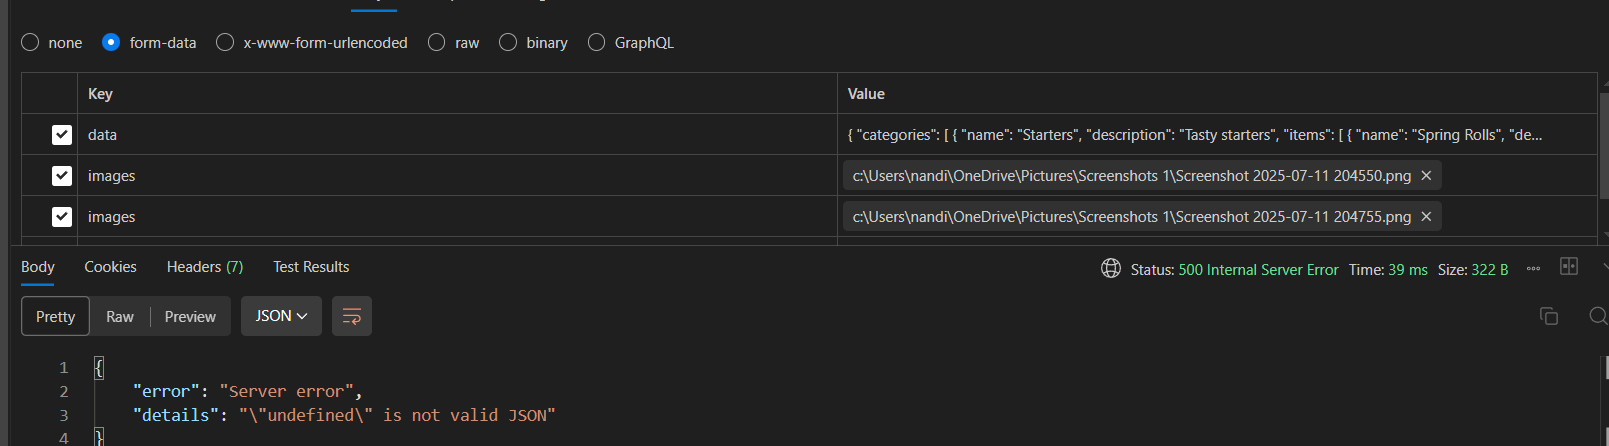 none form-data x-www-form-urlencoded raw binary GraphQL
Key Value
data { "categories": [ { "name": "Starters", "description": "Tasty starters", "items": [ { "name": "Spring Rolls", "de...
images c:\Users\nandi\OneDrive\Pictures\Screenshots 1\Screenshot 2025-07-11 204550.png ×
images c:\Users\nandi\OneDrive\Pictures\Screenshots 1\Screenshot 2025-07-11 204755.png ×
Body Cookies Headers (7) Test Results Status: 500 Internal Server Error Time: 39 ms Size: 322 B
Pretty Raw Preview JSON
1 {
2 "error": "Server error",
3 "details": "\"undefined\" is not valid JSON"
4 }